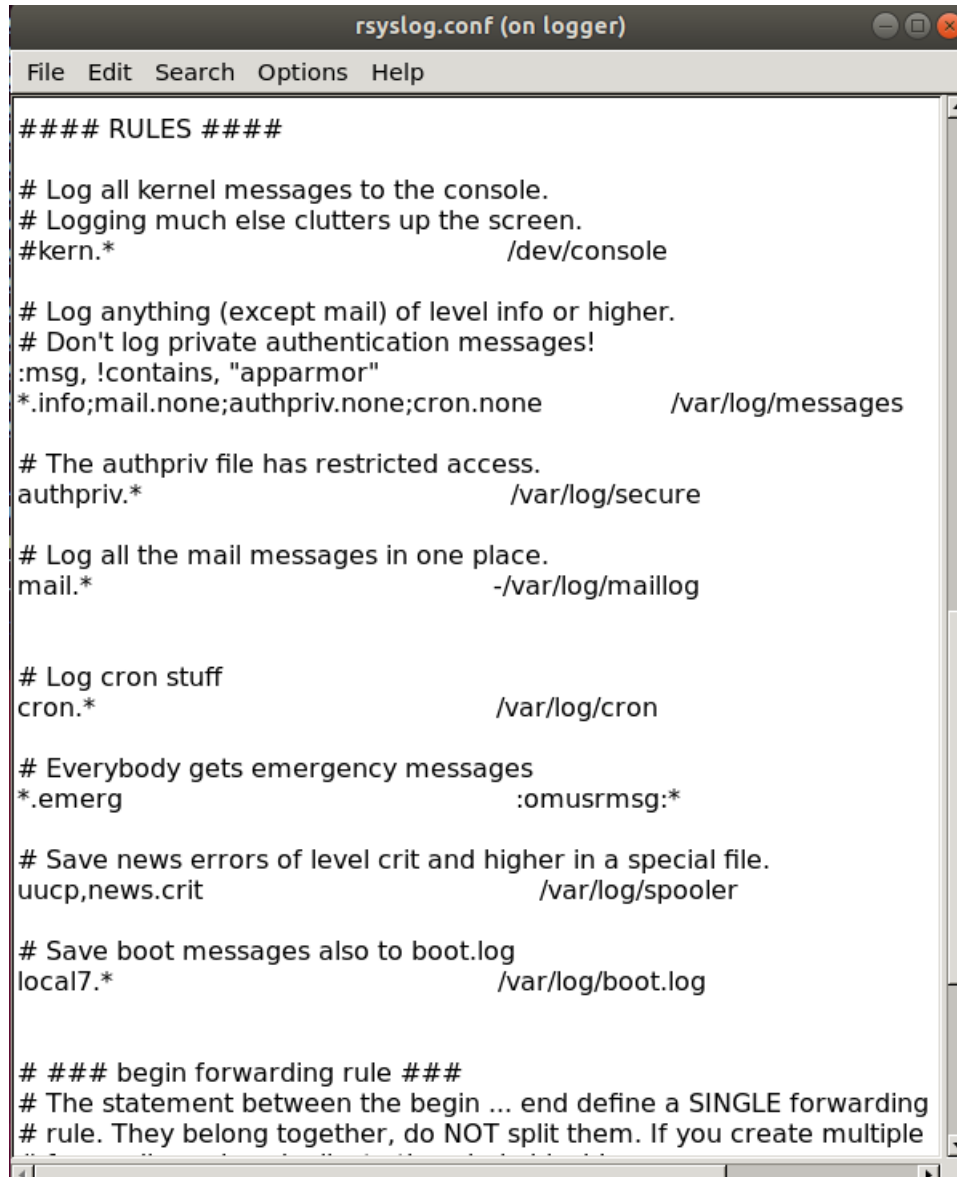 rsyslog.conf (on logger)
File Edit Search Options Help
#### RULES ####
# Log all kernel messages to the console.
# Logging much else clutters up the screen.
#kern.* /dev/console
# Log anything (except mail) of level info or higher.
# Don't log private authentication messages!
:msg, !contains, "apparmor"
*.info;mail.none;authpriv.none;cron.none /var/log/messages
# The authpriv file has restricted access.
authpriv.* /var/log/secure
# Log all the mail messages in one place.
mail.* -/var/log/maillog
# Log cron stuff
cron.* /var/log/cron
# Everybody gets emergency messages
*.emerg :omusrmsg:*
# Save news errors of level crit and higher in a special file.
uucp,news.crit /var/log/spooler
# Save boot messages also to boot.log
local7.* /var/log/boot.log
# ### begin forwarding rule ###
# The statement between the begin ... end define a SINGLE forwarding
# rule. They belong together, do NOT split them. If you create multiple